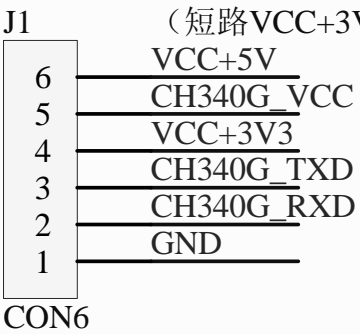 J1 （短路VCC+3V
6 VCC+5V
5 CH340G_VCC
4 VCC+3V3
3 CH340G_TXD
2 CH340G_RXD
1 GND
CON6